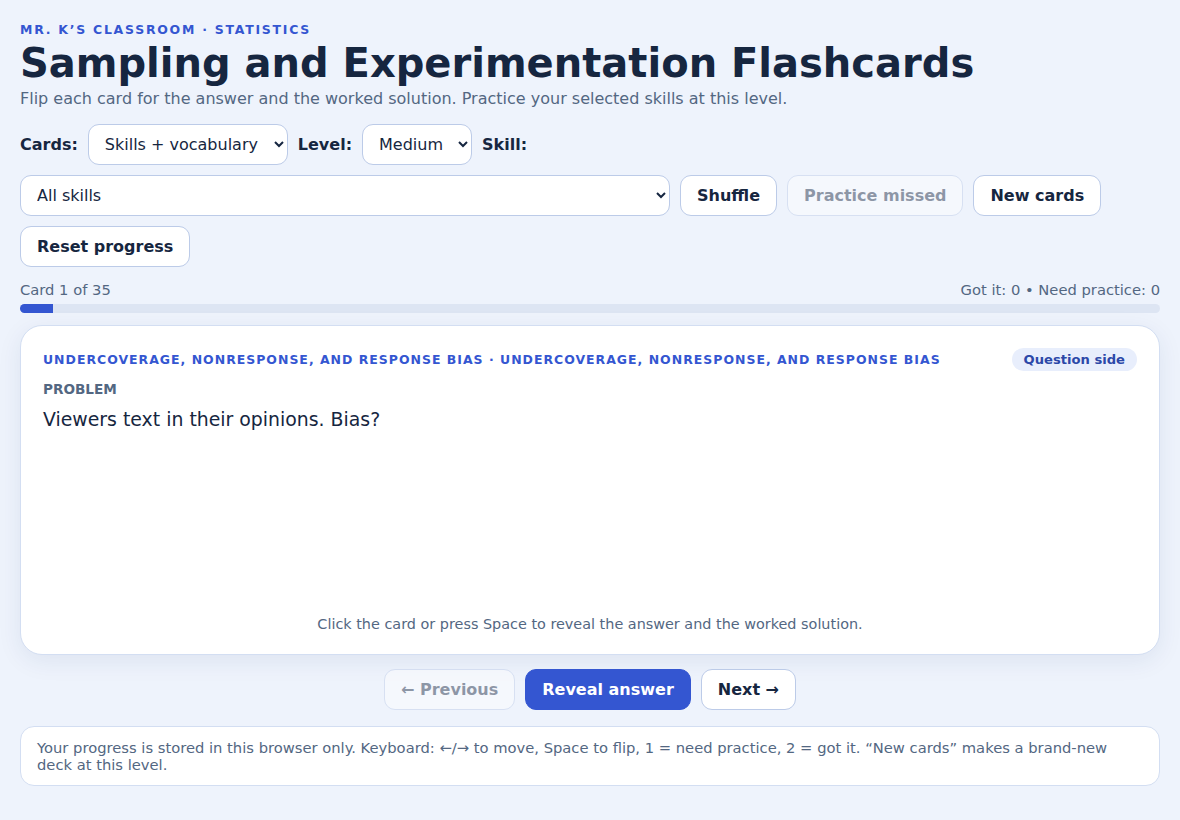 MR. K’S CLASSROOM · STATISTICS
Sampling and Experimentation Flashcards
Flip each card for the answer and the worked solution. Practice your selected skills at this level.
Cards: Skills + vocabulary Level: Medium Skill:
All skills Shuffle Practice missed New cards
Reset progress
Card 1 of 35 Got it: 0 • Need practice: 0
UNDERCOVERAGE, NONRESPONSE, AND RESPONSE BIAS · UNDERCOVERAGE, NONRESPONSE, AND RESPONSE BIAS Question side
PROBLEM
Viewers text in their opinions. Bias?
Click the card or press Space to reveal the answer and the worked solution.
← Previous Reveal answer Next →
Your progress is stored in this browser only. Keyboard: ←/→ to move, Space to flip, 1 = need practice, 2 = got it. “New cards” makes a brand-new
deck at this level.